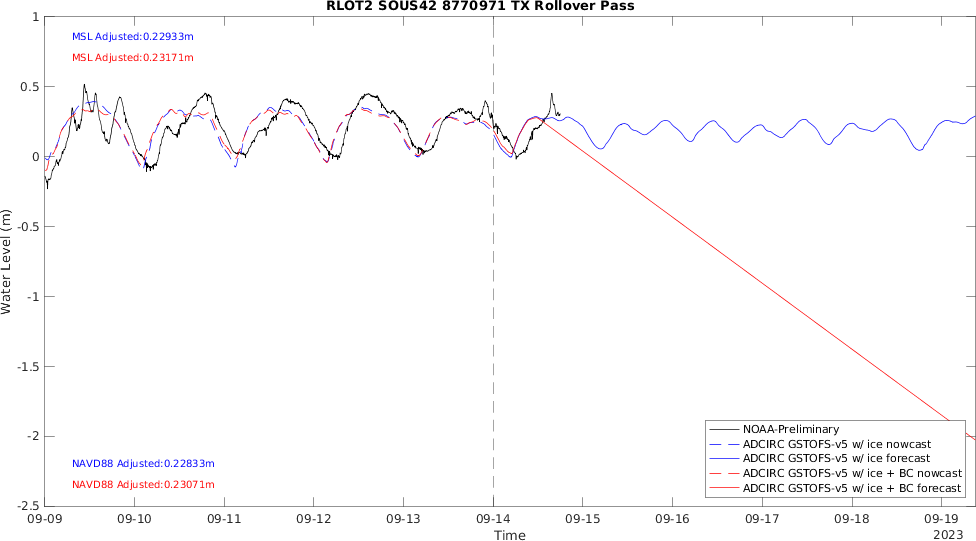 RLOT2 SOUS42 8770971 TX Rollover Pass
1
MSL Adjusted:0.22933m
MSL Adjusted:0.23171m
0.5
0
-0.5
-1
-1.5
-2
-2.5
Water Level (m)
NOAA-Preliminary
ADCIRC GSTOFS-v5 w/ ice nowcast
ADCIRC GSTOFS-v5 w/ ice forecast
ADCIRC GSTOFS-v5 w/ ice + BC nowcast
ADCIRC GSTOFS-v5 w/ ice + BC forecast
NAVD88 Adjusted:0.22833m
NAVD88 Adjusted:0.23071m
09-09 09-10 09-11 09-12 09-13 09-14 09-15 09-16 09-17 09-18 09-19
Time
2023